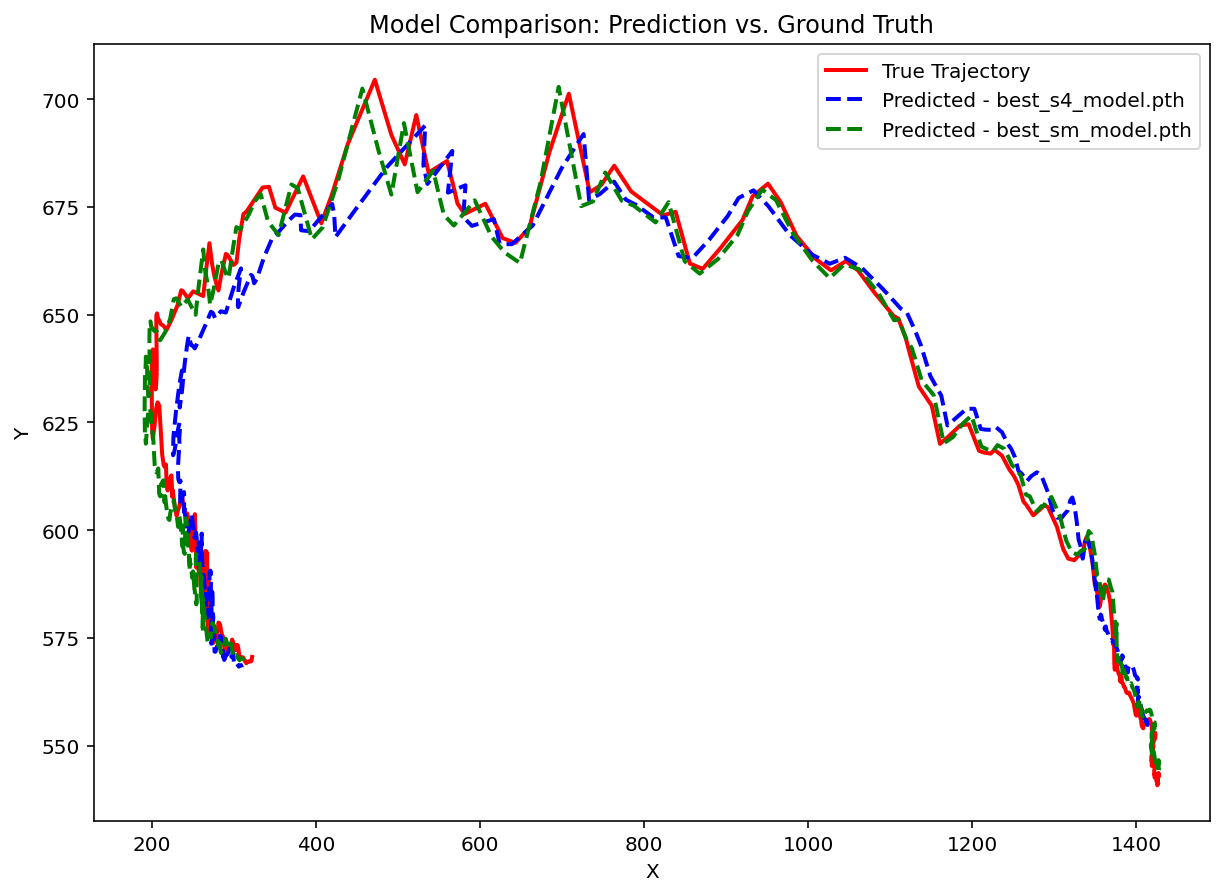 Model Comparison: Prediction vs. Ground Truth
True Trajectory
Predicted - best_s4_model.pth
Predicted - best_sm_model.pth
700
675
650
625
600
575
550
Y
200 400 600 800 1000 1200 1400
X